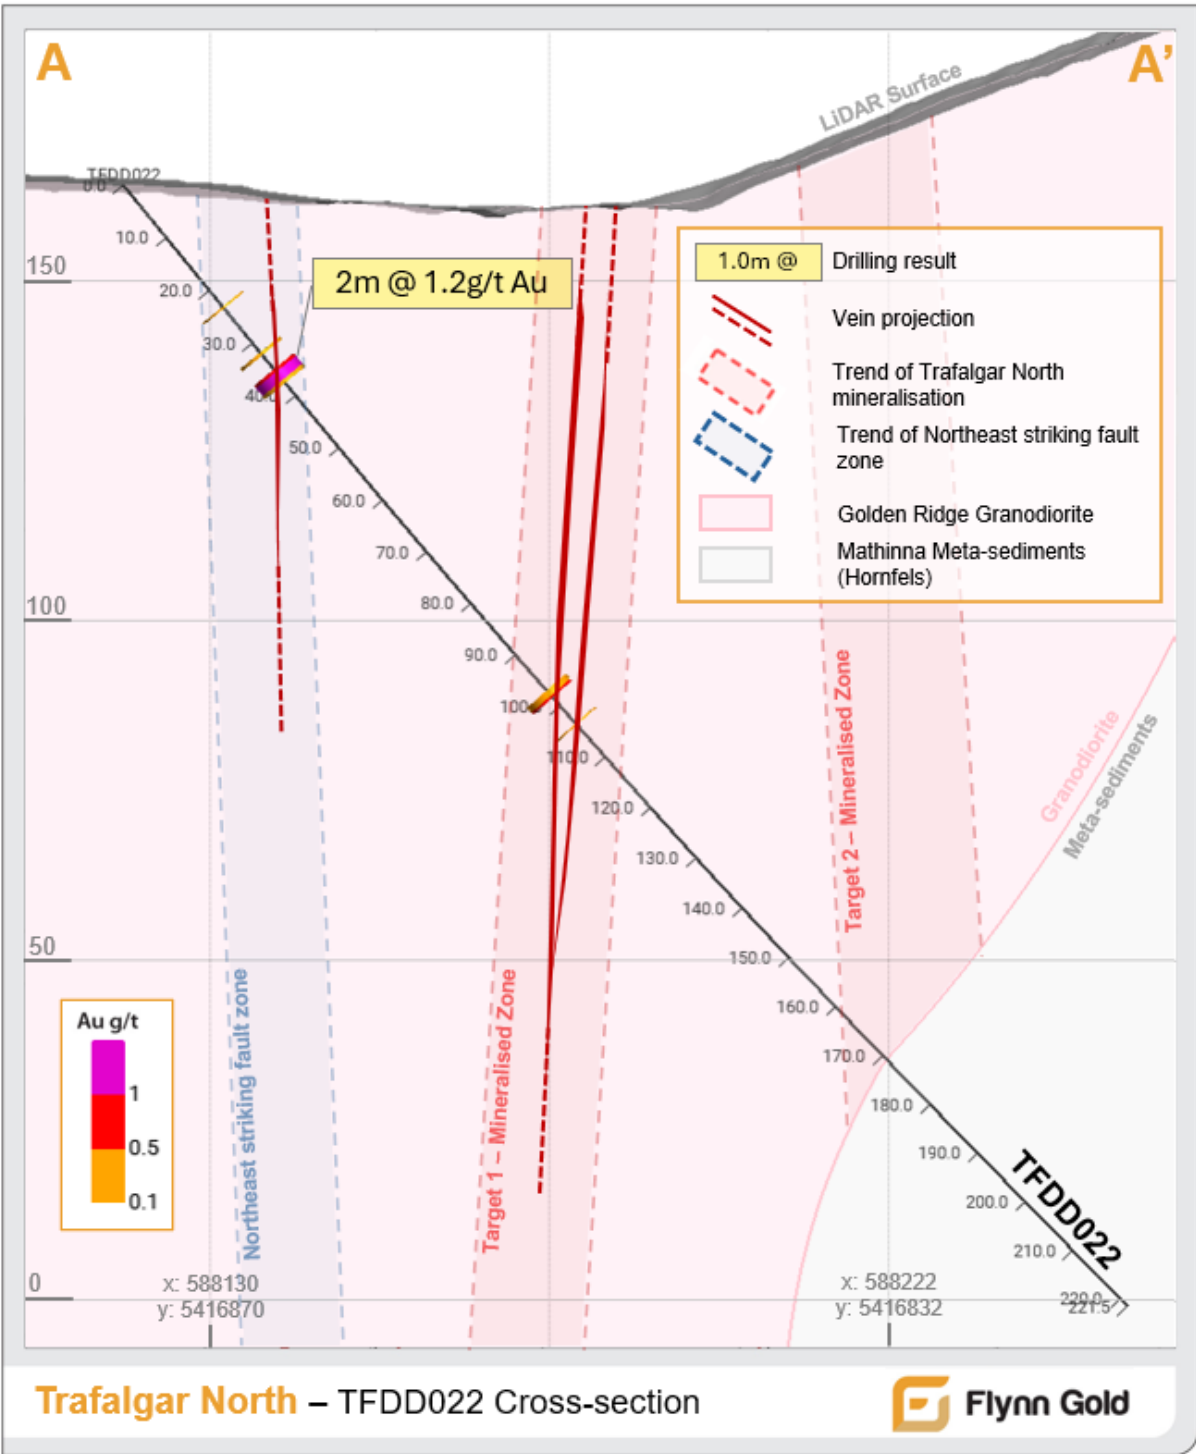 A
A’
LiDAR Surface
TFDD022
0.0
10.0
150
20.0
30.0
40.0
50.0
60.0
70.0
80.0
90.0
100
110.0
120.0
130.0
140.0
150.0
160.0
170.0
180.0
190.0
200.0
210.0
220.0
221.5
2m @ 1.2g/t Au
1.0m @
Drilling result
Vein projection
Trend of Trafalgar North
mineralisation
Trend of Northeast striking fault
zone
Golden Ridge Granodiorite
Mathinna Meta-sediments
(Hornfels)
100
50
0
Granodiorite
Meta-sediments
Target 2 – Mineralised Zone
Target 1 – Mineralised Zone
Northeast striking fault zone
TFDD022
Au g/t
1
0.5
0.1
x: 588130
y: 5416870
x: 588222
y: 5416832
Trafalgar North – TFDD022 Cross-section
Flynn Gold